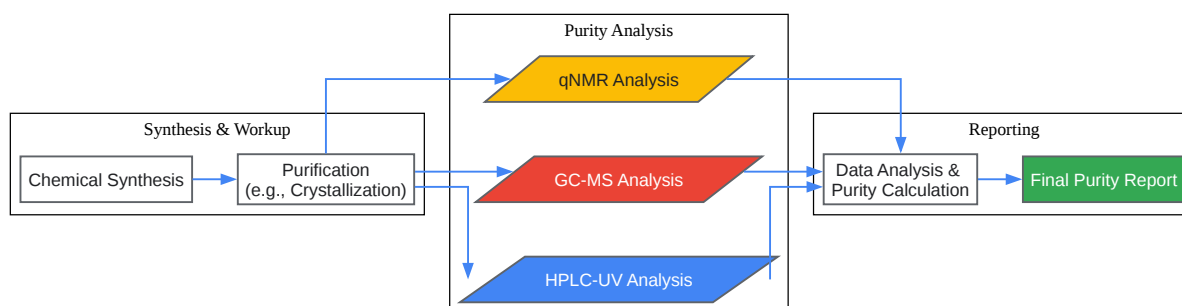 Purity Analysis
qNMR Analysis
Synthesis & Workup
Chemical Synthesis
Purification
(e.g., Crystallization)
GC-MS Analysis
HPLC-UV Analysis
Reporting
Data Analysis &
Purity Calculation
Final Purity Report